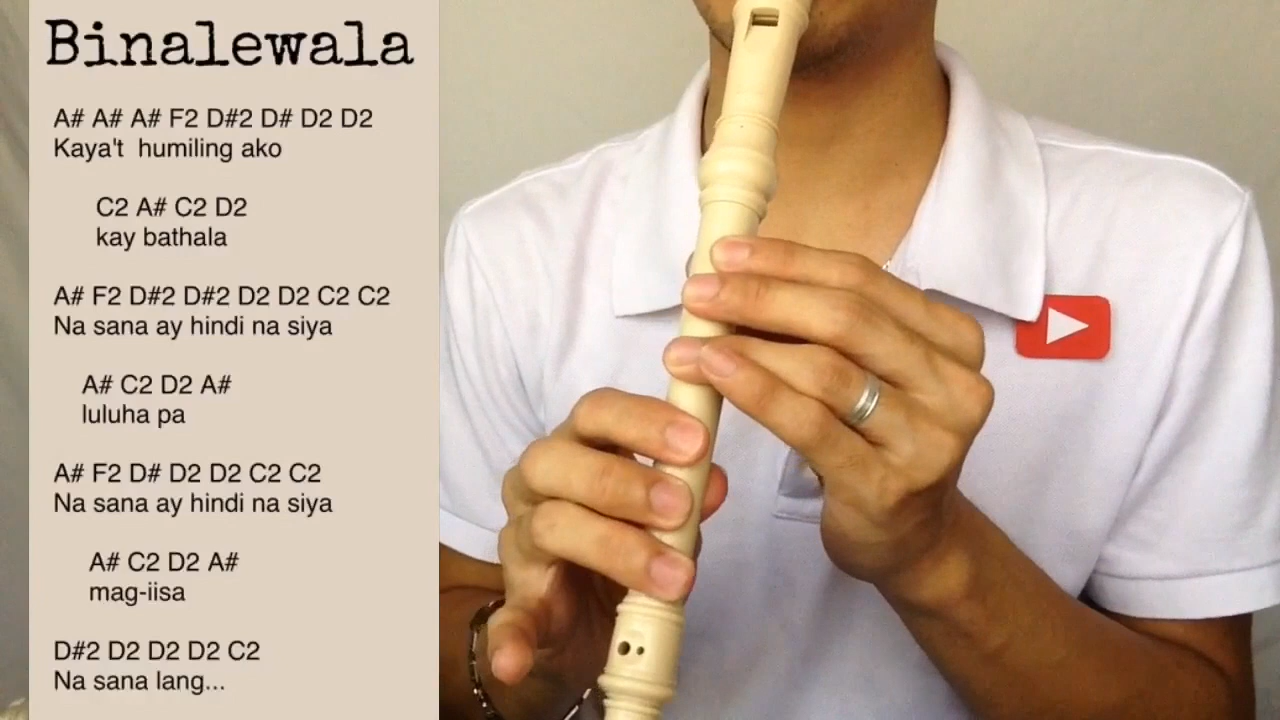 Binalewala
A# A# A# F2 D#2 D# D2 D2
Kaya't humiling ako
C2 A# C2 D2
kay bathala
A# F2 D#2 D#2 D2 D2 C2 C2
Na sana ay hindi na siya
A# C2 D2 A#
luluha pa
A# F2 D# D2 D2 C2 C2
Na sana ay hindi na siya
A# C2 D2 A#
mag-iisa
D#2 D2 D2 D2 C2
Na sana lang...